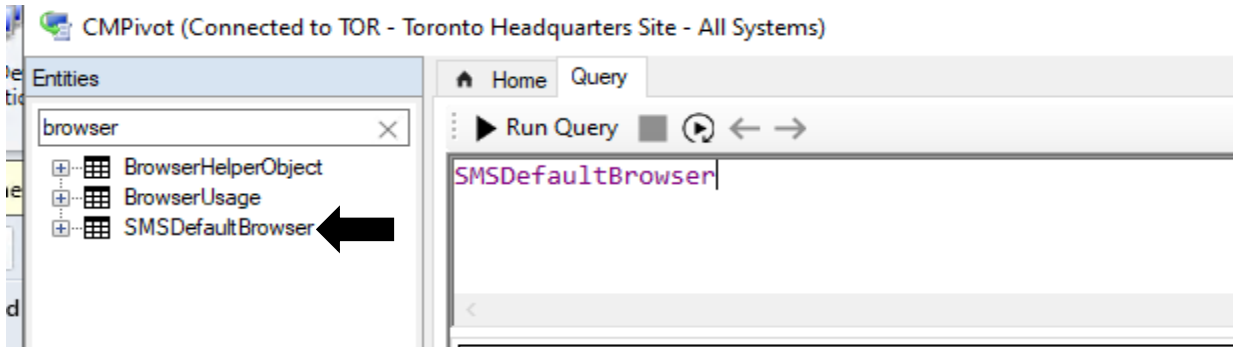 CMPivot (Connected to TOR - Toronto Headquarters Site - All Systems)
Entities
browser
BrowserHelperObject
BrowserUsage
SMSDefaultBrowser
Home Query
Run Query
SMSDefaultBrowser